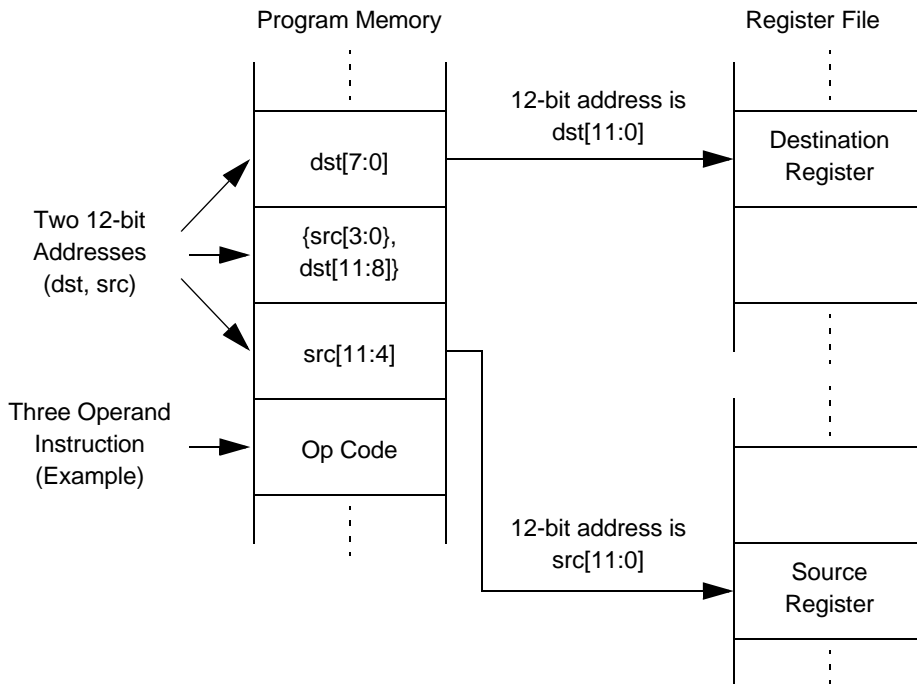 Program Memory
Register File
12-bit address is
dst[11:0]
dst[7:0]
Destination
Register
Two 12-bit
Addresses
(dst, src)
{src[3:0},
dst[11:8]}
src[11:4]
Three Operand
Instruction
(Example)
Op Code
12-bit address is
src[11:0]
Source
Register